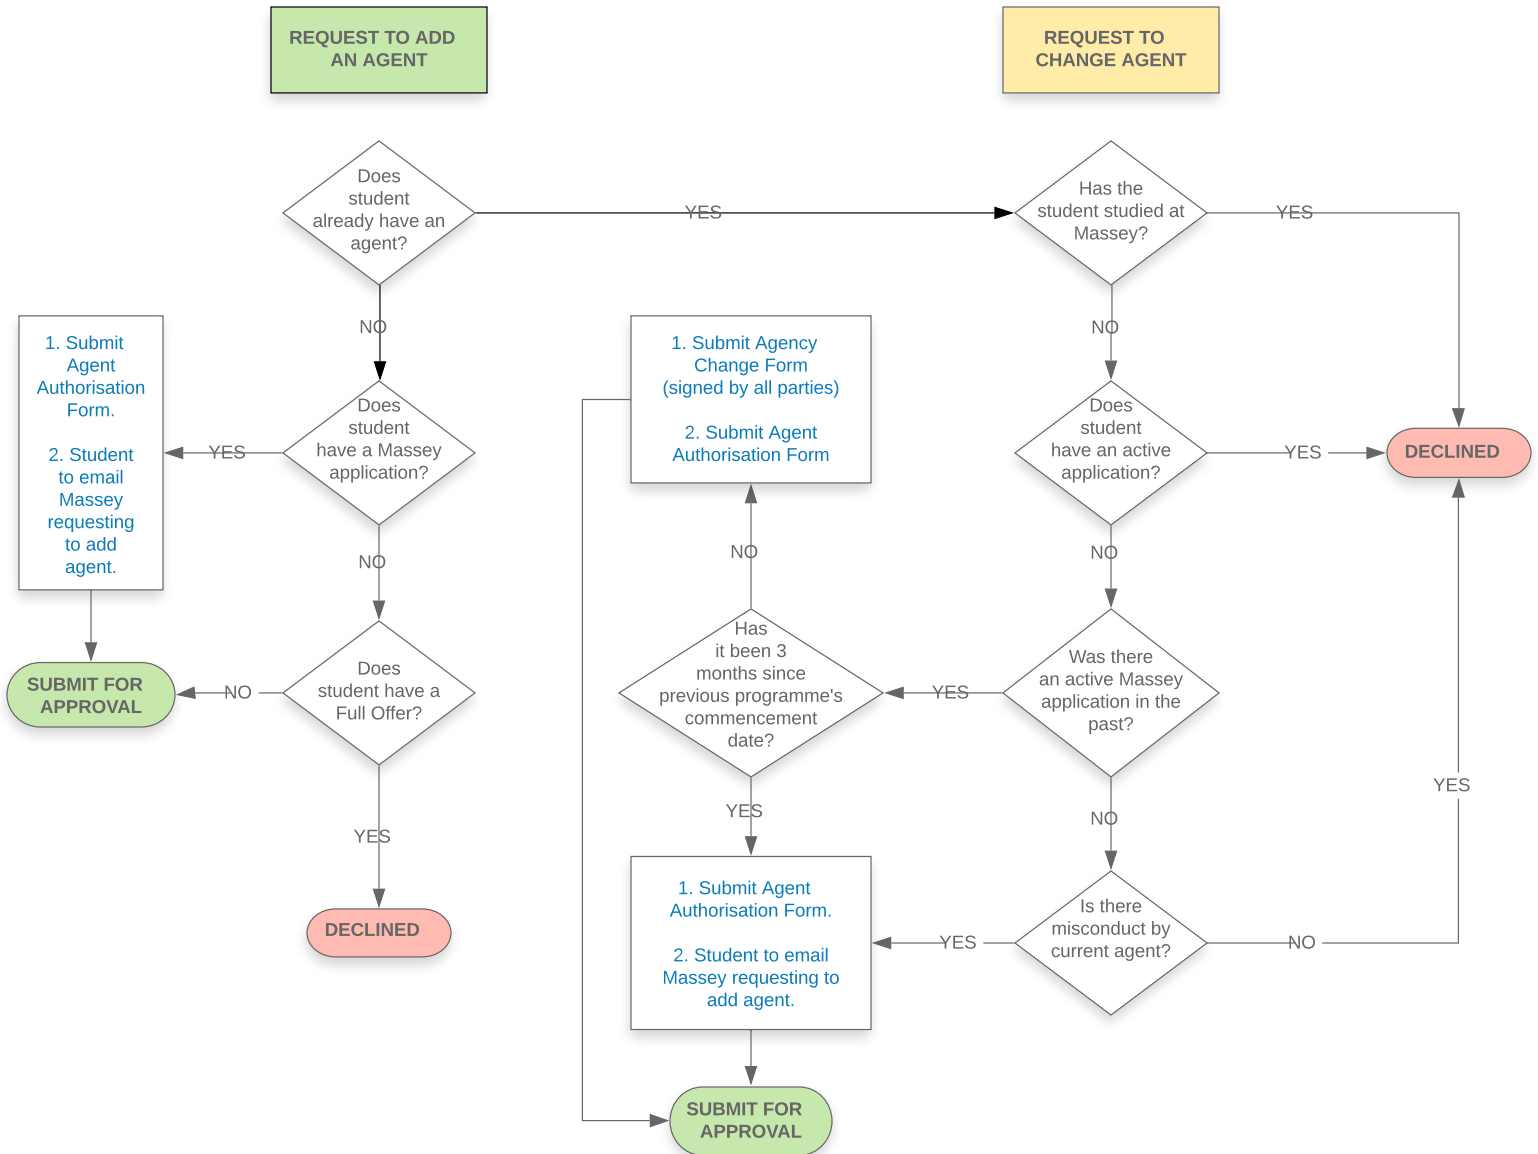 REQUEST TO ADD
AN AGENT
REQUEST TO
CHANGE AGENT
Does
student
already have an
agent?
YES
Has the
student studied at
Massey?
YES
NO
NO
1. Submit
Agent
Authorisation
Form.
2. Student
to email
Massey
requesting
to add
agent.
YES
Does
student
have a Massey
application?
1. Submit Agency
Change Form
(signed by all parties)
2. Submit Agent
Authorisation Form
Does
student
have an active
application?
YES
DECLINED
NO
NO
NO
SUBMIT FOR
APPROVAL
NO
Does
student have a
Full Offer?
Has
it been 3
months since
previous programme's
commencement
date?
YES
Was there
an active Massey
application in the
past?
YES
YES
YES
NO
DECLINED
1. Submit Agent
Authorisation Form.
2. Student to email
Massey requesting to
add agent.
YES
Is there
misconduct by
current agent?
NO
SUBMIT FOR
APPROVAL